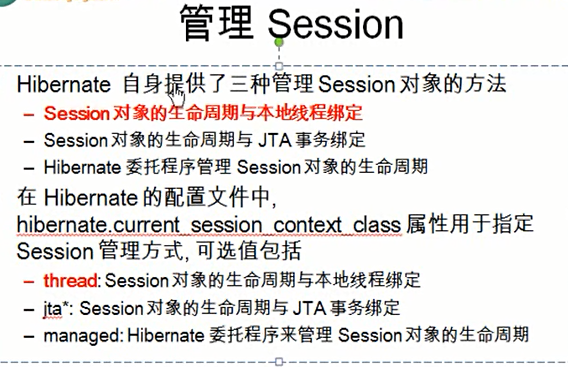 管理 Session
Hibernate 自身提供了三种管理 Session 对象的方法
– Session 对象的生命周期与本地线程绑定
– Session 对象的生命周期与 JTA 事务绑定
– Hibernate 委托程序管理 Session 对象的生命周期
在 Hibernate 的配置文件中,
hibernate.current_session_context_class 属性用于指定
Session 管理方式, 可选值包括
– thread: Session 对象的生命周期与本地线程绑定
– jta*: Session 对象的生命周期与 JTA 事务绑定
– managed: Hibernate 委托程序来管理 Session 对象的生命周期